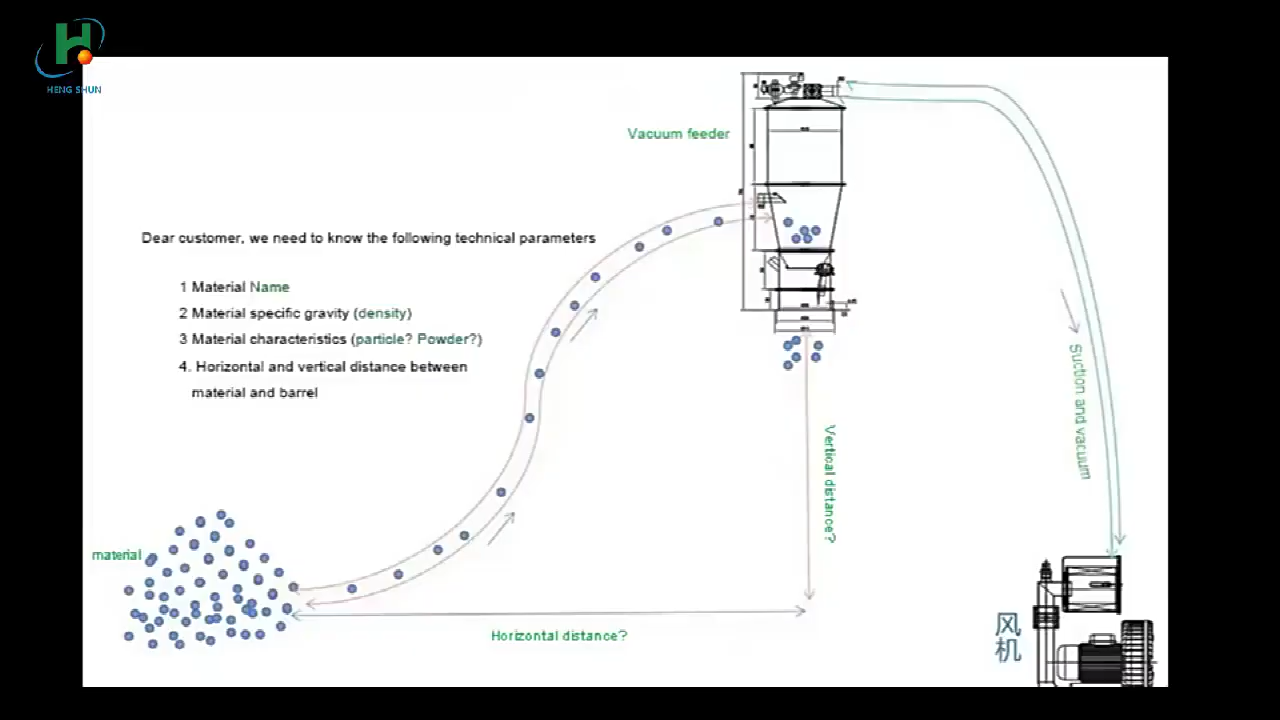 HENG SHUN
Vacuum feeder
Dear customer, we need to know the following technical parameters
1 Material Name
2 Material specific gravity (density)
3 Material characteristics (particle? Powder?)
4. Horizontal and vertical distance between
material and barrel
Suction and vacuum
Vertical distance?
material
Horizontal distance?
风
机